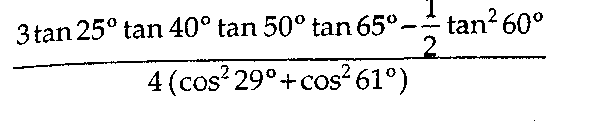 3 tan 25° tan 40° tan 50° tan 65° – 1/2 tan² 60°
4 (cos² 29° + cos² 61°)